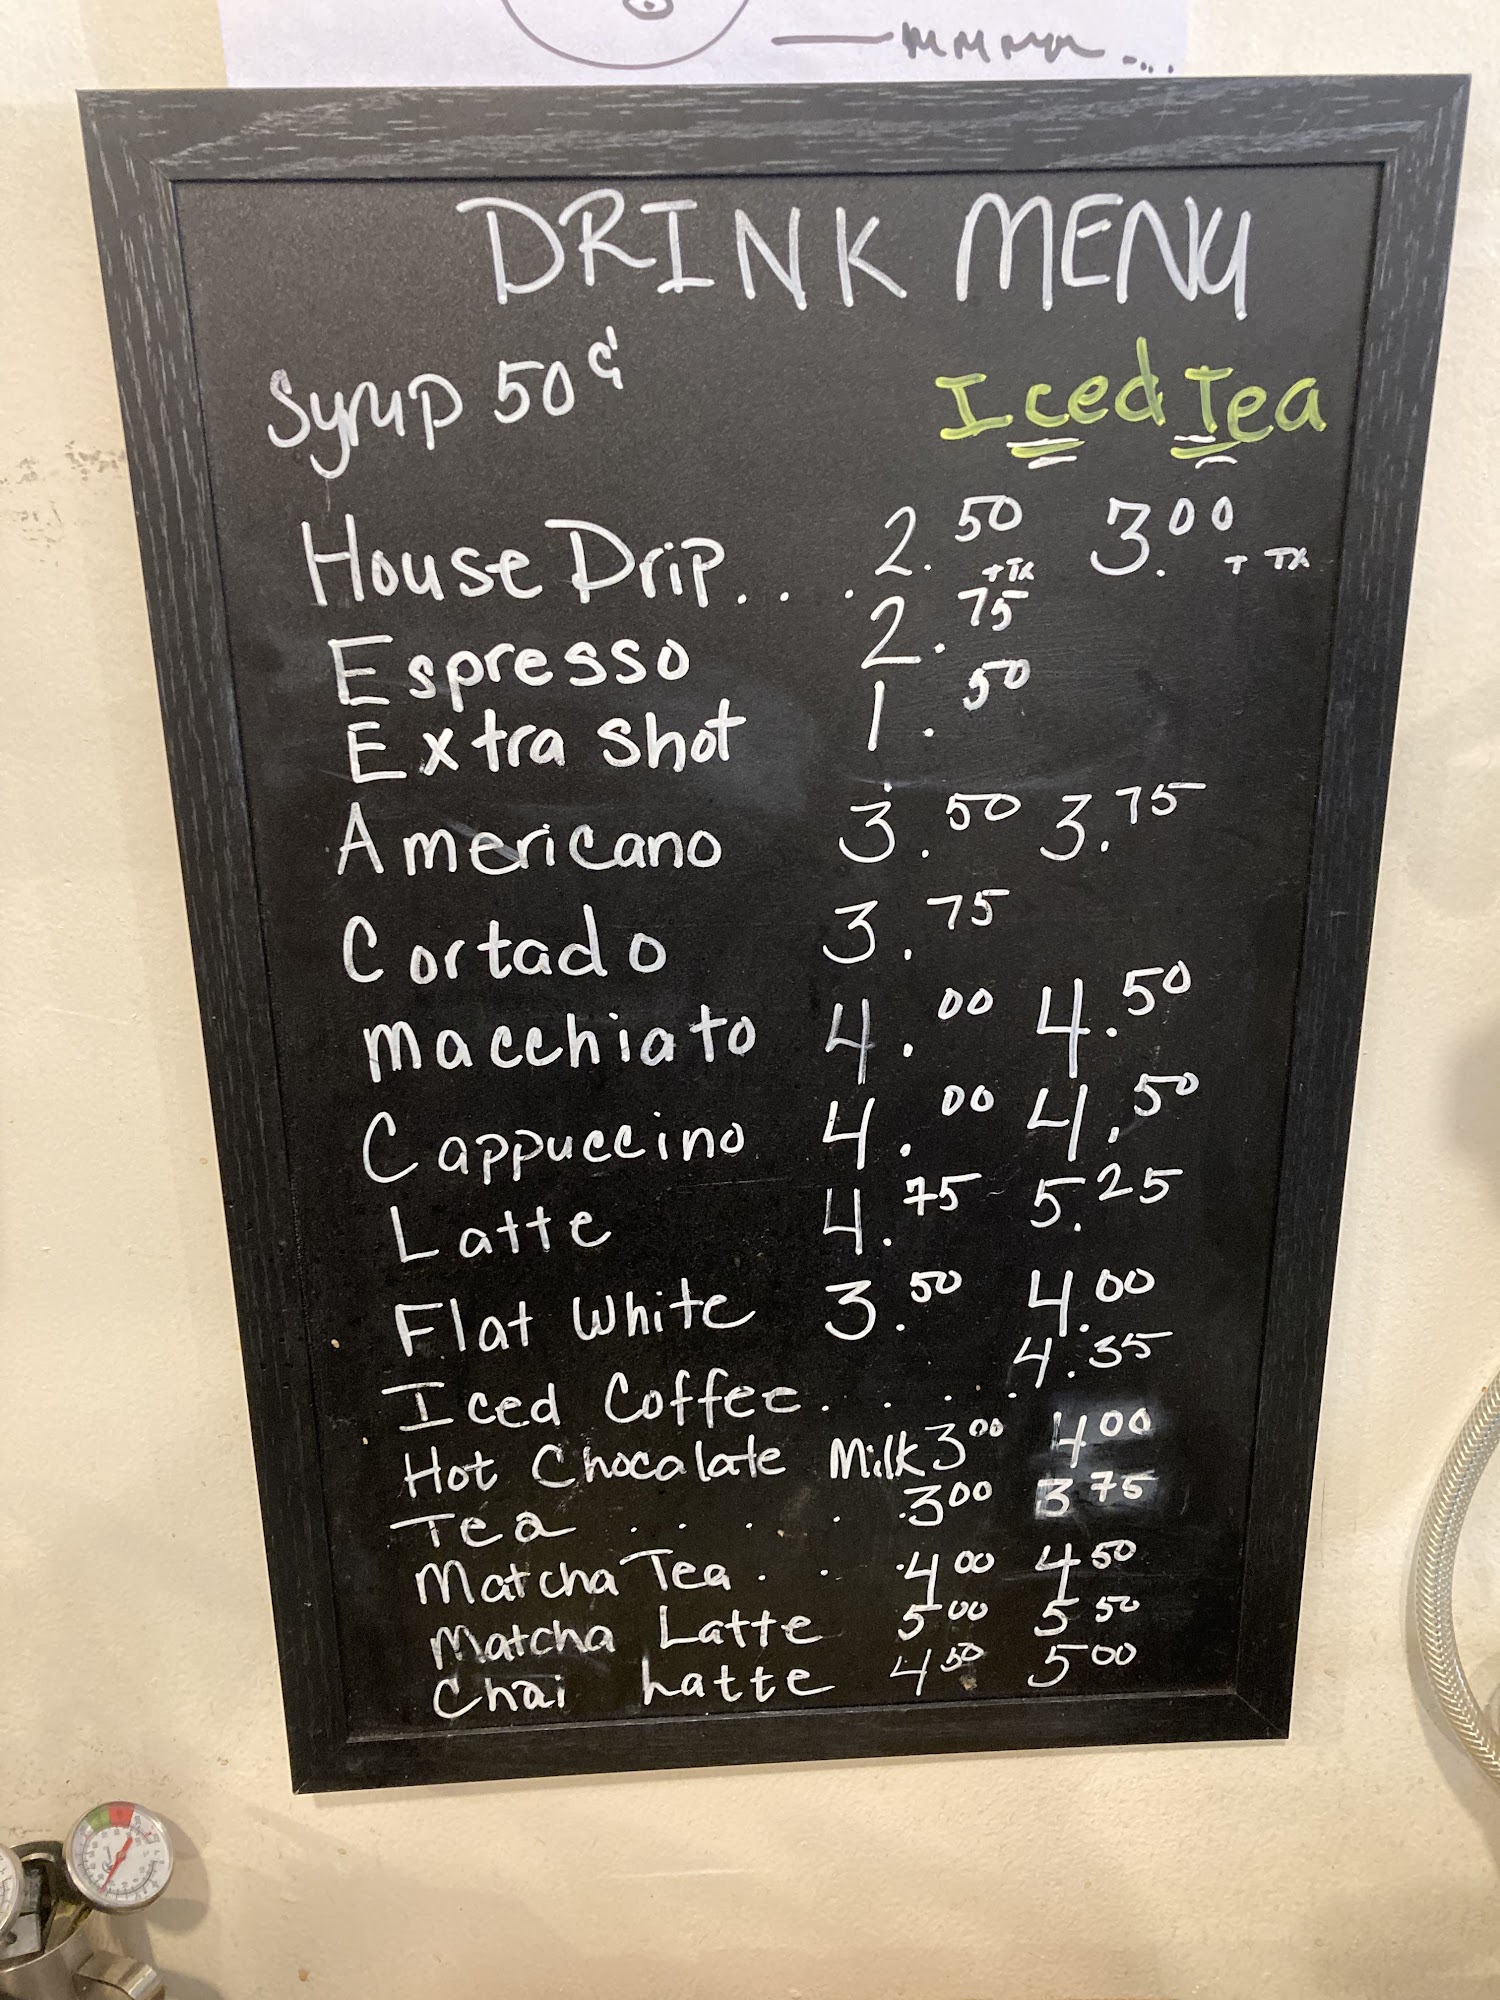 mmmm....
DRINK MENU
Syrup 50¢
Iced Tea
House Drip.... 2.50 +TX 3.00 + TX
Espresso 2.75
Extra Shot 1.50
Americano 3.50 3.75
Cortado 3.75
Macchiato 4.00 4.50
Cappuccino 4.00 4.50
Latte 4.75 5.25
Flat White 3.50 4.00
Iced Coffee..... 4.35
Hot Chocalate Milk 3.00 4.00
Tea ..... 3.00 3.75
Matcha Tea ... 4.00 4.50
Matcha Latte 5.00 5.50
Chai Latte 4.50 5.00